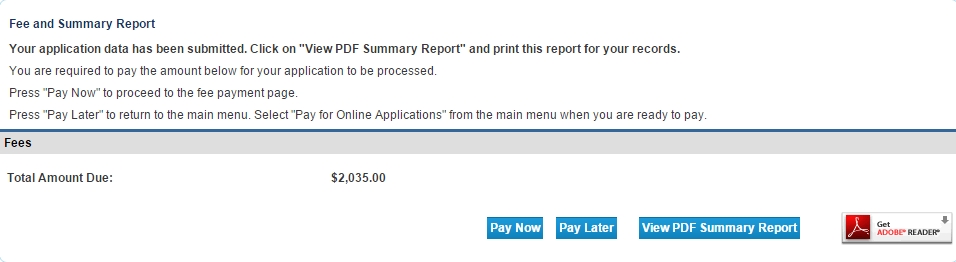 Fee and Summary Report
Your application data has been submitted. Click on "View PDF Summary Report" and print this report for your records.
You are required to pay the amount below for your application to be processed.
Press "Pay Now" to proceed to the fee payment page.
Press "Pay Later" to return to the main menu. Select "Pay for Online Applications" from the main menu when you are ready to pay.
Fees
Total Amount Due: $2,035.00
Pay Now Pay Later View PDF Summary Report
Get
ADOBE® READER®